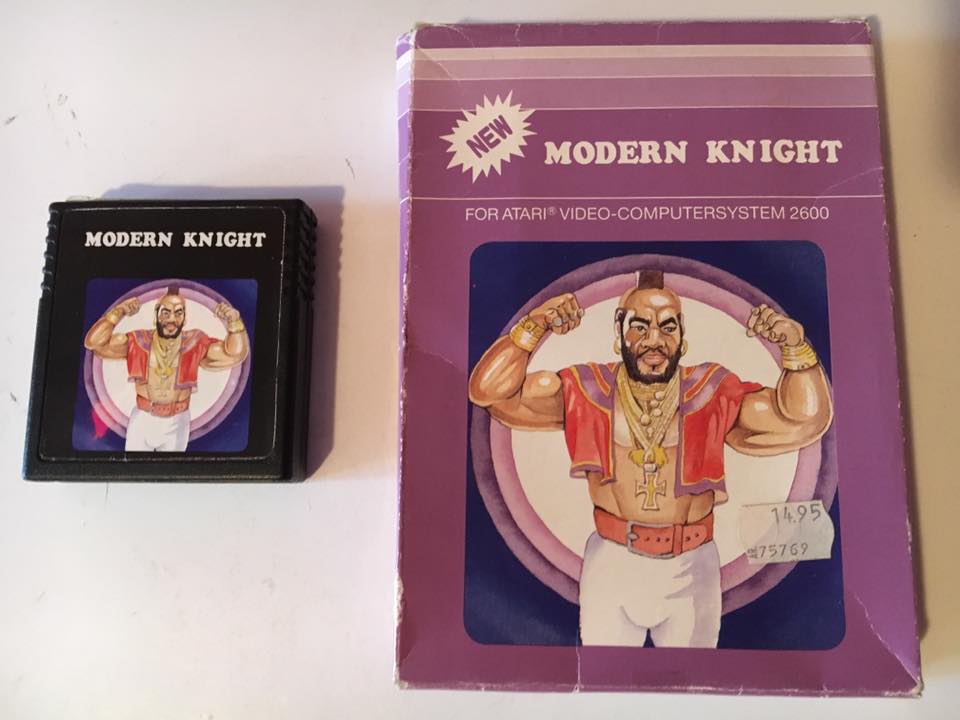 MODERN KNIGHT
NEW
MODERN KNIGHT
FOR ATARI® VIDEO-COMPUTERSYSTEM 2600
14.95
75769